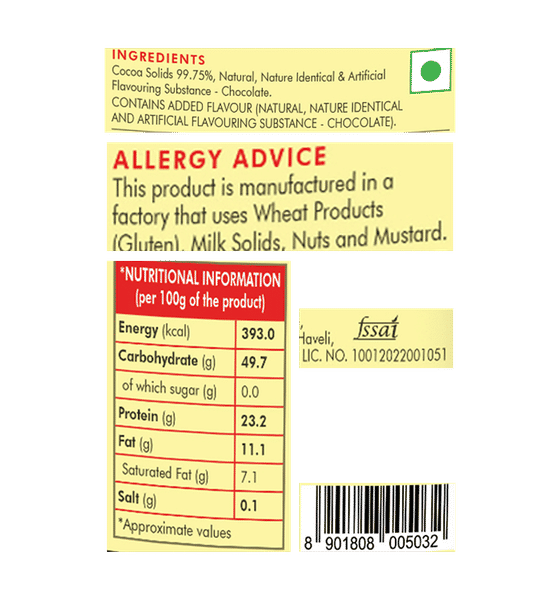 INGREDIENTS
Cocoa Solids 99.75%, Natural, Nature Identical & Artificial
Flavouring Substance - Chocolate.
CONTAINS ADDED FLAVOUR (NATURAL, NATURE IDENTICAL
AND ARTIFICIAL FLAVOURING SUBSTANCE - CHOCOLATE).
ALLERGY ADVICE
This product is manufactured in a
factory that uses Wheat Products
(Gluten), Milk Solids, Nuts and Mustard.
*NUTRITIONAL INFORMATION
(per 100g of the product)
Energy (kcal) 393.0
Carbohydrate (g) 49.7
of which sugar (g) 0.0
Protein (g) 23.2
Fat (g) 11.1
Saturated Fat (g) 7.1
Salt (g) 0.1
*Approximate values
Haveli, fssai
LIC. NO. 10012022001051
8 901808 005032